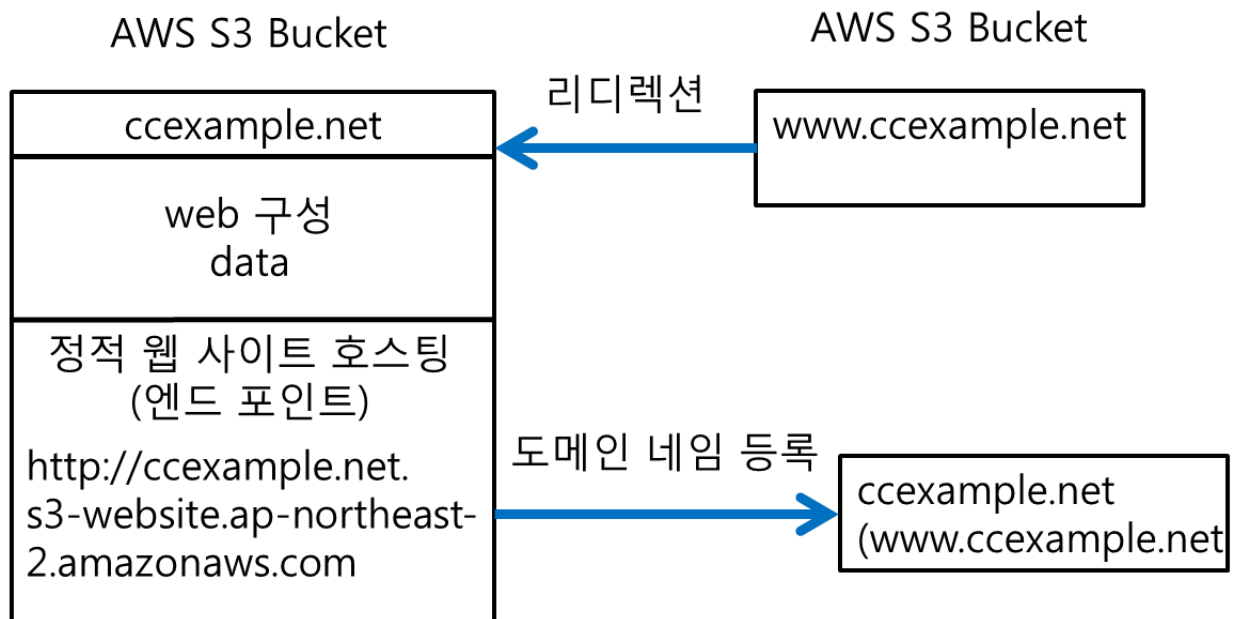 AWS S3 Bucket
AWS S3 Bucket
리디렉션
ccexample.net
www.ccexample.net
web 구성
data
정적 웹 사이트 호스팅
(엔드 포인트)
http://ccexample.net.
s3-website.ap-northeast-
2.amazonaws.com
도메인 네임 등록
ccexample.net
(www.ccexample.net